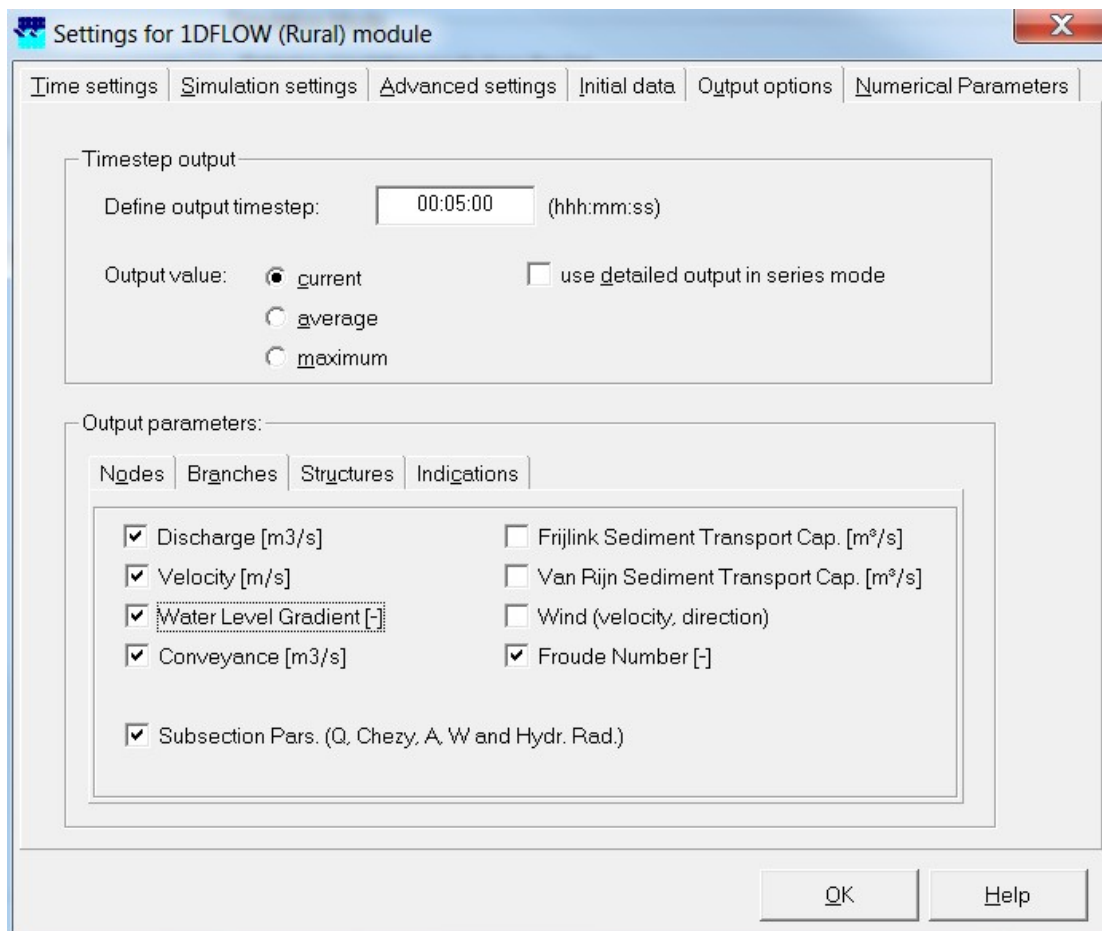 Settings for 1DFLOW (Rural) module
X
Time settings Simulation settings Advanced settings Initial data Output options Numerical Parameters
Timestep output
Define output timestep: 00:05:00 (hhh:mm:ss)
Output value: current use detailed output in series mode
average
maximum
Output parameters:
Nodes Branches Structures Indications
Discharge [m3/s] Frijlink Sediment Transport Cap. [m³/s]
Velocity [m/s] Van Rijn Sediment Transport Cap. [m³/s]
Water Level Gradient [-] Wind (velocity, direction)
Conveyance [m3/s] Froude Number [-]
Subsection Pars. (Q, Chezy, A, W and Hydr. Rad.)
OK Help